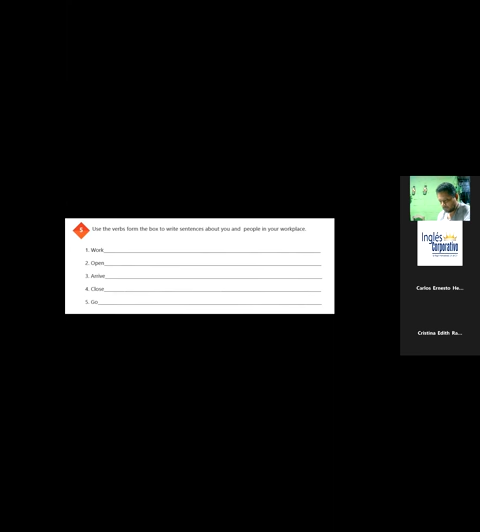 5 Use the verbs form the box to write sentences about you and people in your workplace.
1. Work
2. Open
3. Arrive
4. Close
5. Go
Inglés
Corporativo
Carlos Ernesto He...
Cristina Edith Ra...